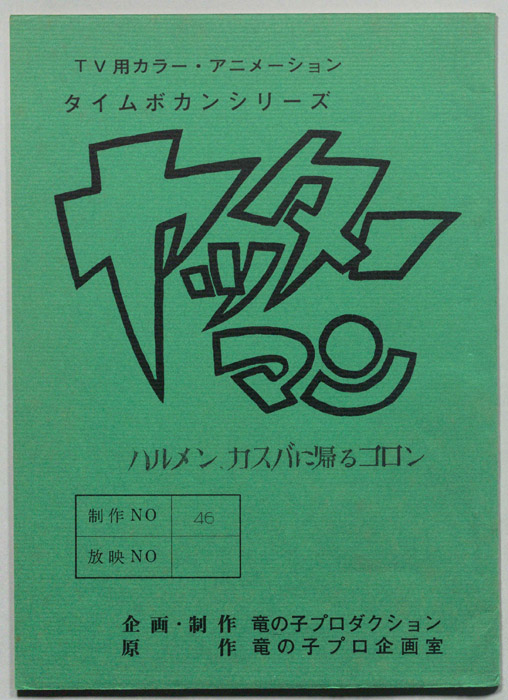 TV用カラー・アニメーション
タイムボカンシリーズ
ヤッターマン
ハルメン、カスバに帰るゴロン
制作NO 46
放映NO
企画・制作 竜の子プロダクション
原作 竜の子プロ企画室